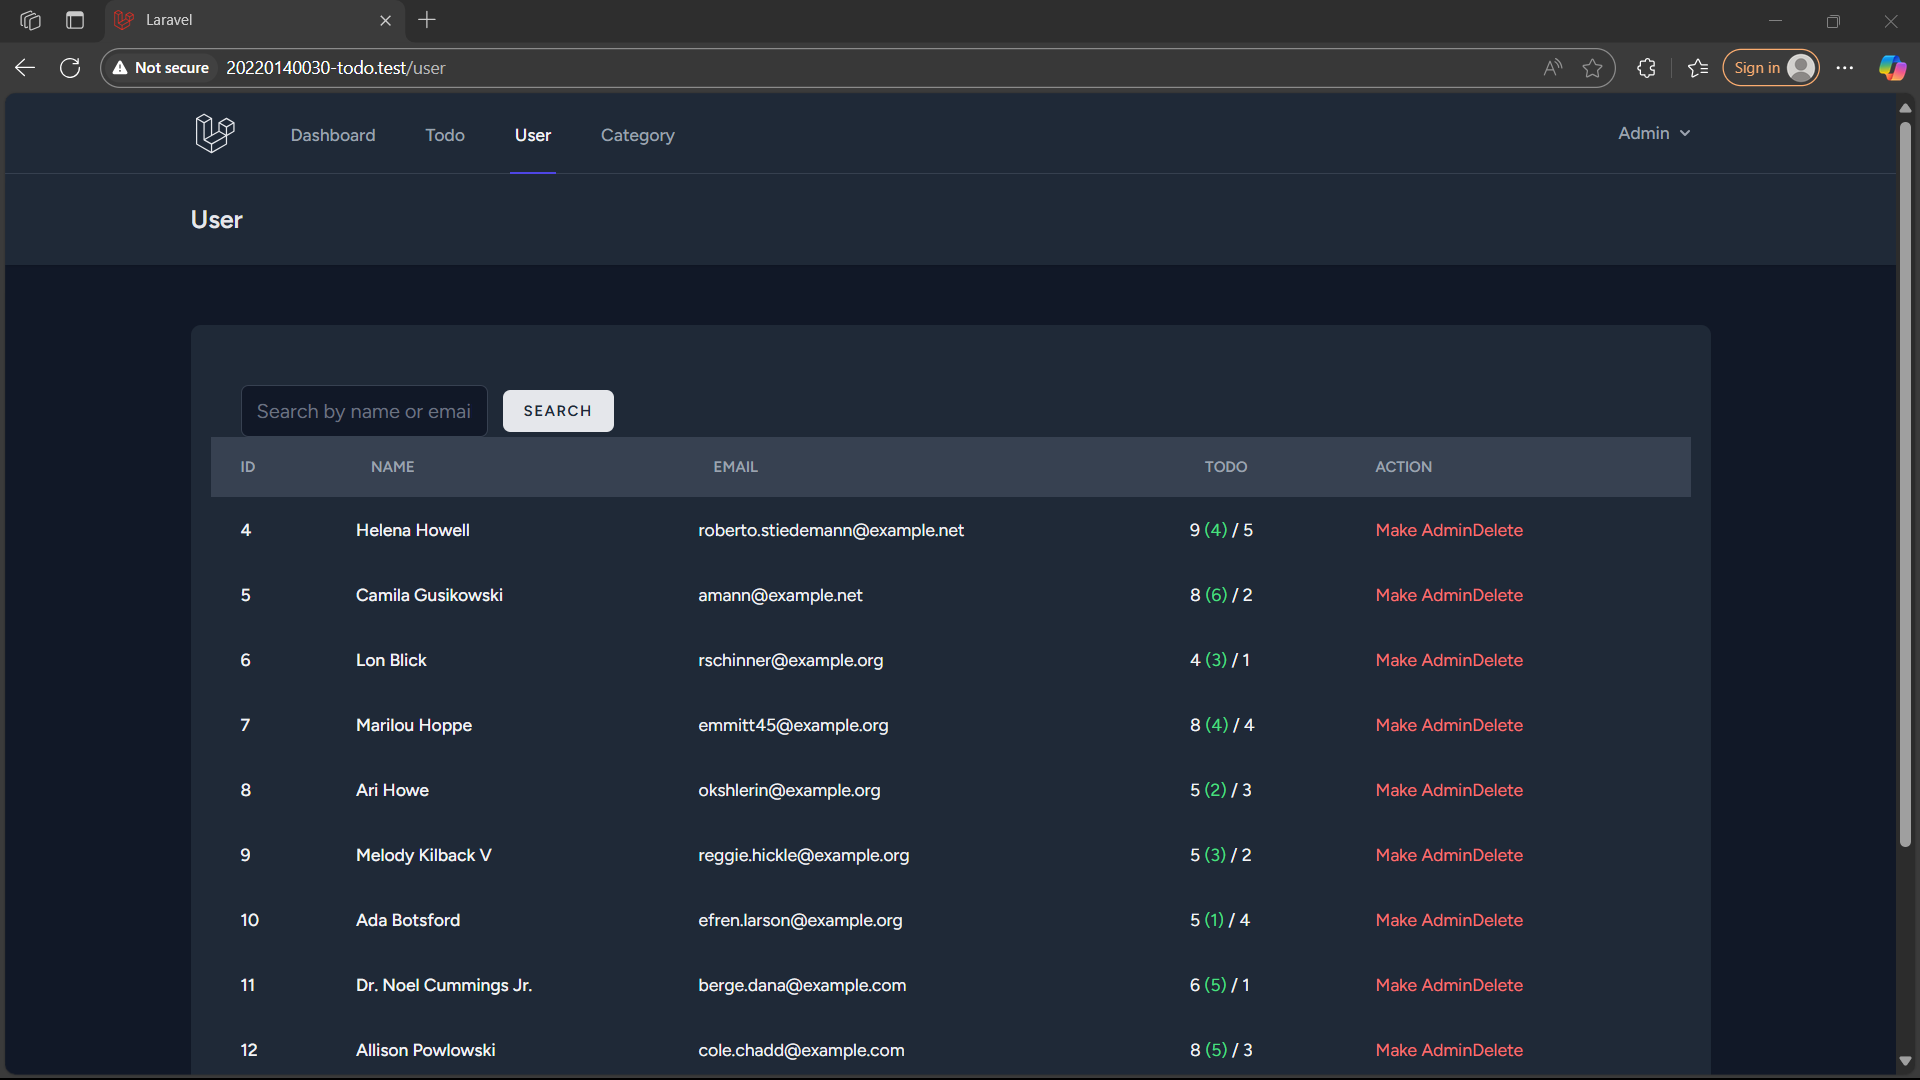 Laravel
Not secure 20220140030-todo.test/user Sign in
Dashboard Todo User Category Admin
User
Search by name or emai SEARCH
ID NAME EMAIL TODO ACTION
4 Helena Howell roberto.stiedemann@example.net 9 (4) / 5 Make AdminDelete
5 Camila Gusikowski amann@example.net 8 (6) / 2 Make AdminDelete
6 Lon Blick rschinner@example.org 4 (3) / 1 Make AdminDelete
7 Marilou Hoppe emmitt45@example.org 8 (4) / 4 Make AdminDelete
8 Ari Howe okshlerin@example.org 5 (2) / 3 Make AdminDelete
9 Melody Kilback V reggie.hickle@example.org 5 (3) / 2 Make AdminDelete
10 Ada Botsford efren.larson@example.org 5 (1) / 4 Make AdminDelete
11 Dr. Noel Cummings Jr. berge.dana@example.com 6 (5) / 1 Make AdminDelete
12 Allison Powlowski cole.chadd@example.com 8 (5) / 3 Make AdminDelete